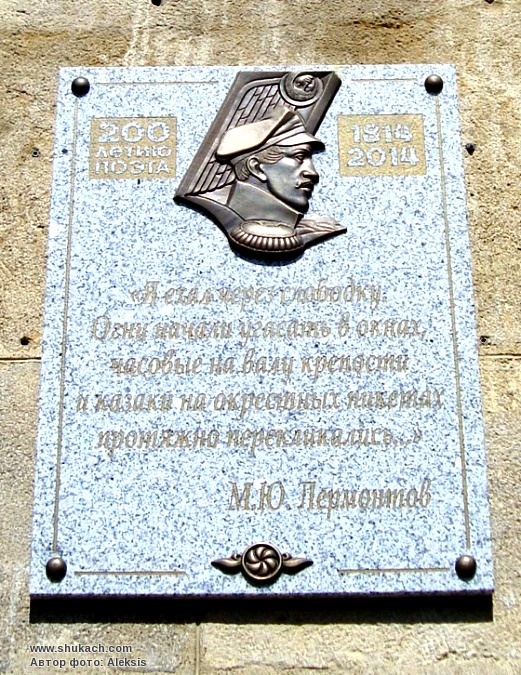 200
ЛЕТИЮ
ПОЭТА
1814
2014
«Я ехал через слободку.
Огни начали угасать в окнах,
часовые на валу крепости
и казаки на окрестных пикетах
протяжно перекликались...»
М.Ю. Лермонтов
www.shukach.com
Автор фото: Aleksis